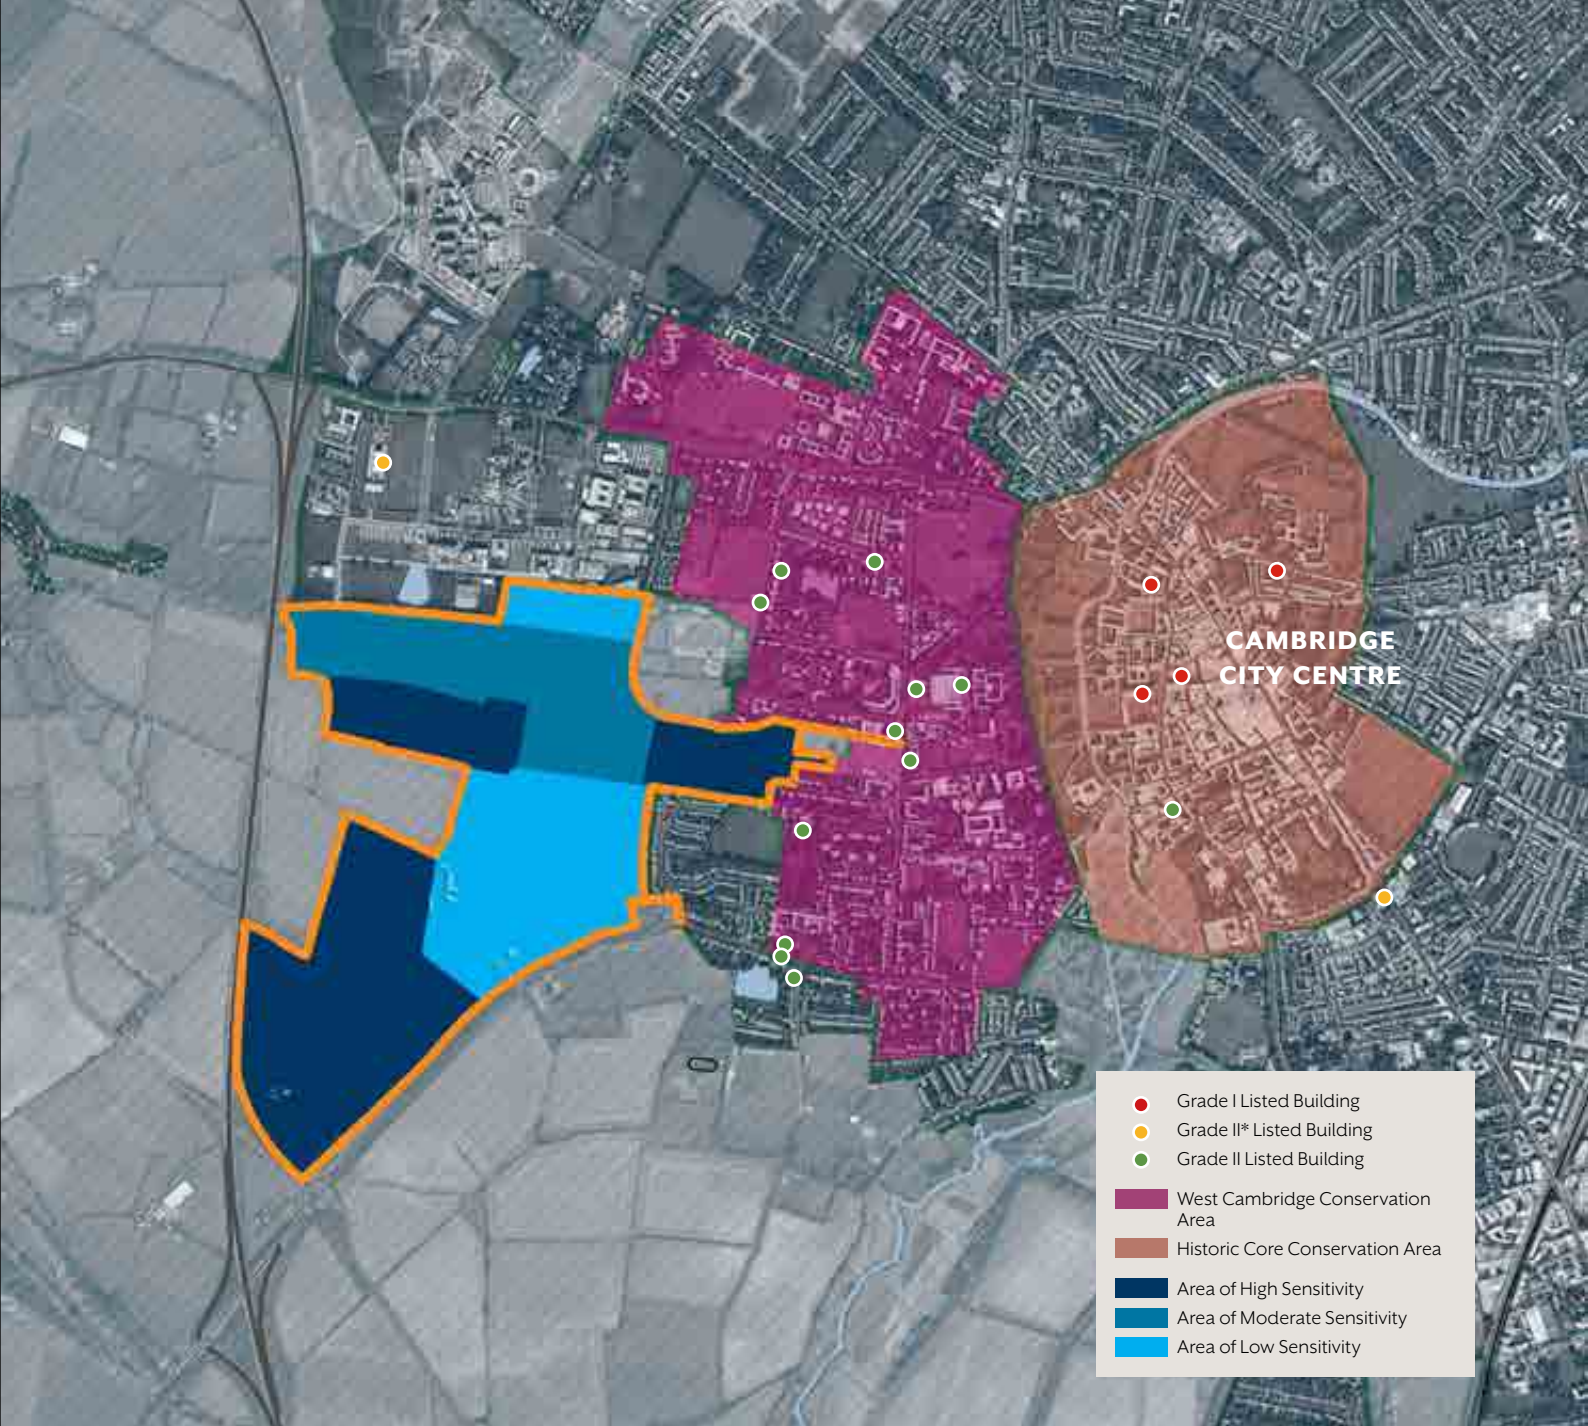 CAMBRIDGE
CITY CENTRE
Grade I Listed Building
Grade II* Listed Building
Grade II Listed Building
West Cambridge Conservation
Area
Historic Core Conservation Area
Area of High Sensitivity
Area of Moderate Sensitivity
Area of Low Sensitivity